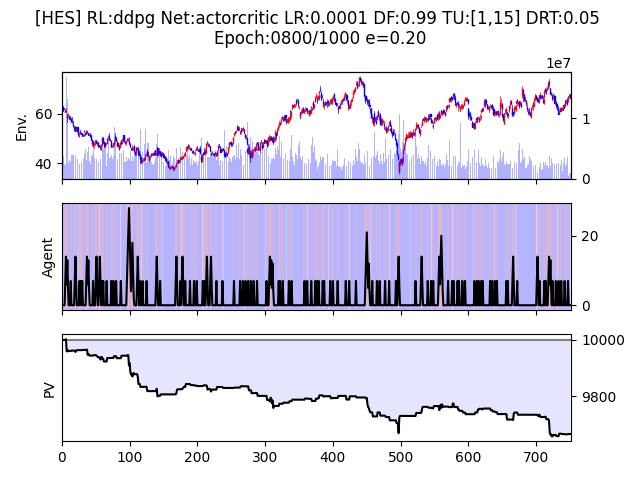 [HES] RL:ddpg Net:actorcritic LR:0.0001 DF:0.99 TU:[1,15] DRT:0.05
Epoch:0800/1000 e=0.20
1e7
Env.
60
40
1
0
Agent
20
0
PV
10000
9800
0 100 200 300 400 500 600 700